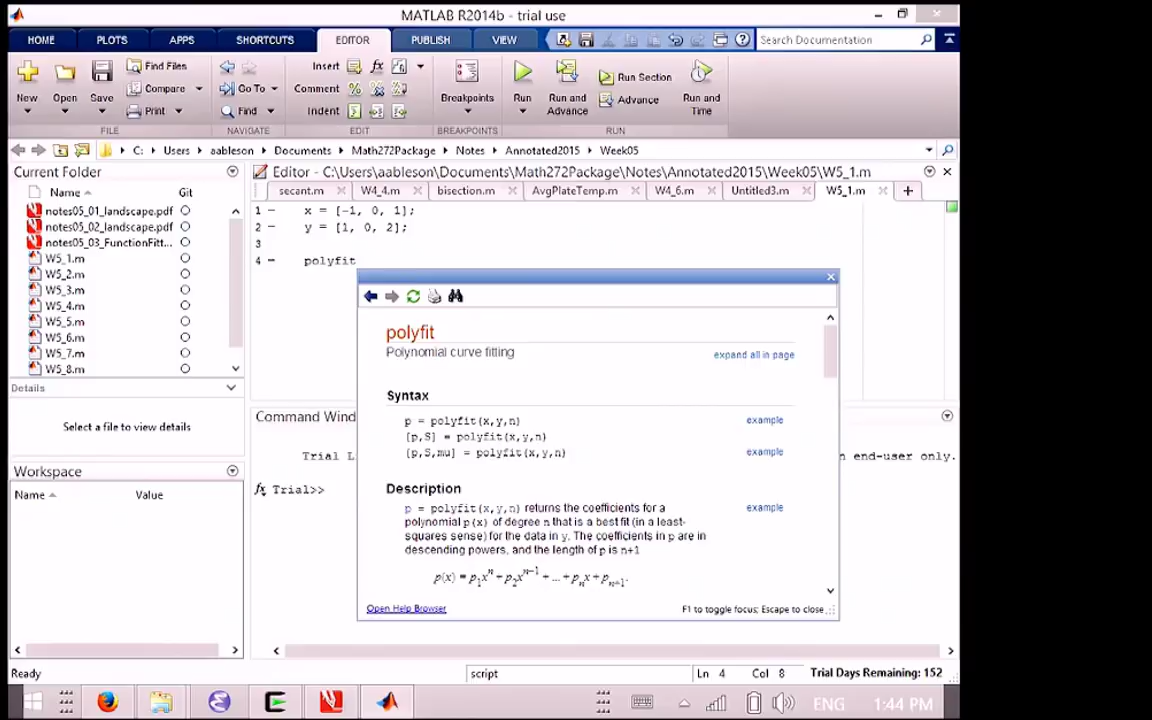 MATLAB R2014b - trial use
HOME PLOTS APPS SHORTCUTS EDITOR PUBLISH VIEW Search Documentation
New Open Save Find Files Compare Print
Go To Find
Insert Comment Indent
Breakpoints
Run Run and Advance Run Section Advance Run and Time
FILE NAVIGATE EDIT BREAKPOINTS RUN
C: Users aableson Documents Math272Package Notes Annotated2015 Week05
Current Folder
Editor - C:\Users\aableson\Documents\Math272Package\Notes\Annotated2015\Week05\W5_1.m
secant.m W4_4.m bisection.m AvgPlateTemp.m W4_6.m Untitled3.m W5_1.m
Name Git
notes05_01_landscape.pdf
notes05_02_landscape.pdf
notes05_03_FunctionFitt...
W5_1.m
W5_2.m
W5_3.m
W5_4.m
W5_5.m
W5_6.m
W5_7.m
W5_8.m
1 - x = [-1, 0, 1];
2 - y = [1, 0, 2];
3
4 - polyfit
Details
Select a file to view details
Workspace
Name Value
Command Wind
Trial L
n end-user only.
fx Trial>>
polyfit
Polynomial curve fitting
expand all in page
Syntax
p = polyfit(x,y,n) example
[p,S] = polyfit(x,y,n)
[p,S,mu] = polyfit(x,y,n) example
Description
p = polyfit(x,y,n) returns the coefficients for a example
polynomial p(x) of degree n that is a best fit (in a least-
squares sense) for the data in y. The coefficients in p are in
descending powers, and the length of p is n+1
p(x) = p₁xⁿ + p₂xⁿ⁻¹ + ... + pₙx + pₙ₊₁.
Open Help Browser F1 to toggle focus; Escape to close
Ready script Ln 4 Col 8 Trial Days Remaining: 152
ENG 1:44 PM